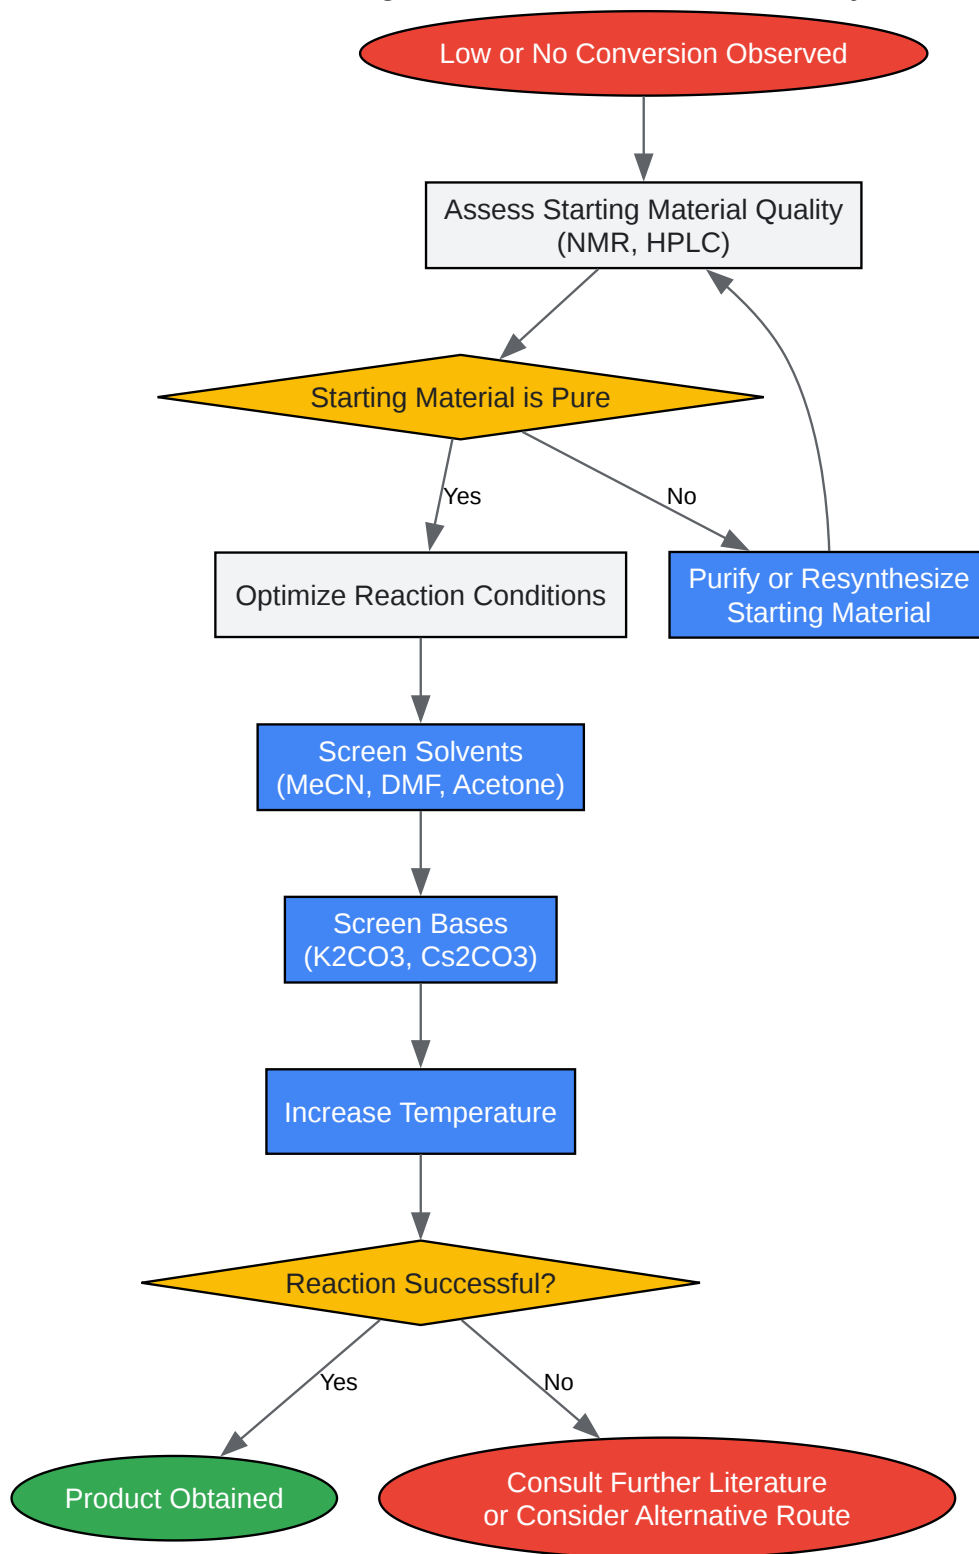 Low or No Conversion Observed
Assess Starting Material Quality
(NMR, HPLC)
Starting Material is Pure
Yes
No
Optimize Reaction Conditions
Purify or Resynthesize
Starting Material
Screen Solvents
(MeCN, DMF, Acetone)
Screen Bases
(K2CO3, Cs2CO3)
Increase Temperature
Reaction Successful?
Yes
No
Product Obtained
Consult Further Literature
or Consider Alternative Route